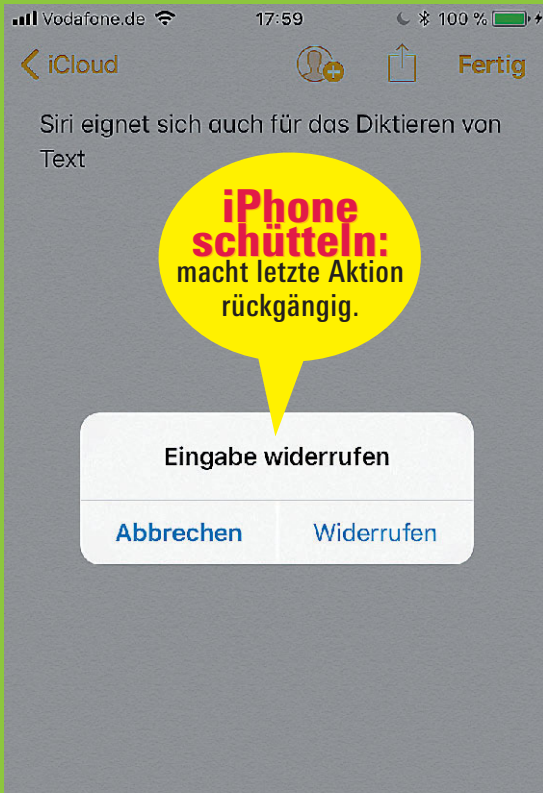 Vodafone.de 17:59 100 %
iCloud Fertig
Siri eignet sich auch für das Diktieren von
Text
iPhone
schütteln:
macht letzte Aktion
rückgängig.
Eingabe widerrufen
Abbrechen Widerrufen